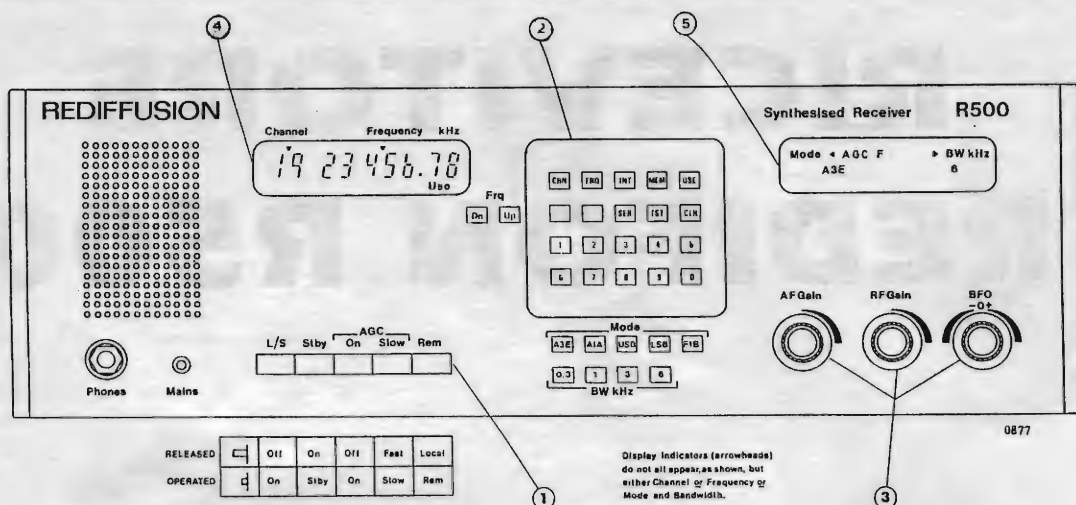 4
2
5
REDIFFUSION
Synthesised Receiver R500
Channel Frequency kHz
19 23 456.78
Mode ◂ AGC F ▸ BW kHz
A3E 6
Frq
Dn Up
CHN FRQ INT MEM USE
SER TST CLR
1 2 3 4 5
6 7 8 9 0
AF Gain RF Gain BFO
- 0 +
Mode
A3E A1A USB LSB F1B
0.3 1 3 6
BW kHz
AGC
L/S Stby On Slow Rem
Phones Mains
0877
RELEASED Off On Off Fast Local
OPERATED On Stby On Slow Rem
Display Indicators (arrowheads)
do not all appear, as shown, but
either Channel or Frequency or
Mode and Bandwidth.
1
3